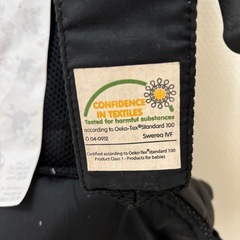 CONFIDENCE
IN TEXTILES
Tested for harmful substances
according to Oeko-Tex® Standard 100
O 04-0912
Swerea IVF
Certified according to Oeko-Tex® standard 100
Product Class 1 - Products for babies